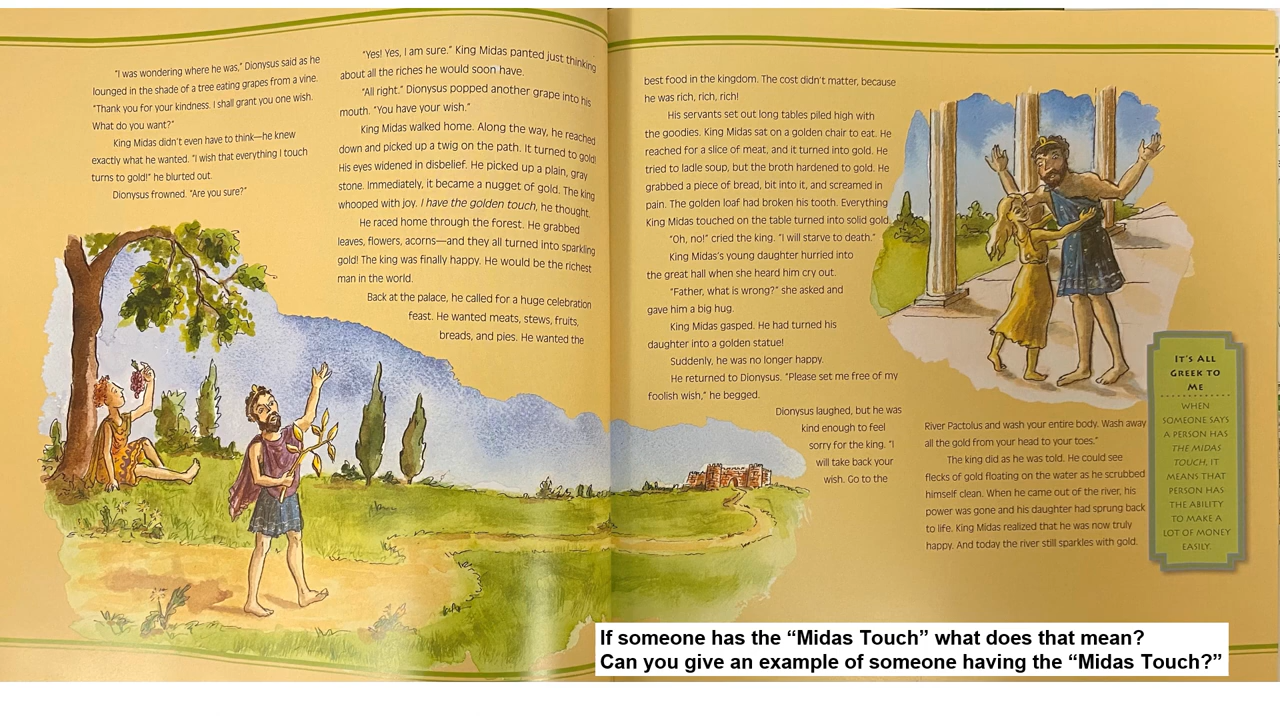 "I was wondering where he was," Dionysus said as he
lounged in the shade of a tree eating grapes from a vine.
"Thank you for your kindness. I shall grant you one wish.
What do you want?"
King Midas didn't even have to think—he knew
exactly what he wanted. "I wish that everything I touch
turns to gold!" he blurted out.
Dionysus frowned. "Are you sure?"
"Yes! Yes, I am sure." King Midas panted just thinking
about all the riches he would soon have.
"All right." Dionysus popped another grape into his
mouth. "You have your wish."
King Midas walked home. Along the way, he reached
down and picked up a twig on the path. It turned to gold!
His eyes widened in disbelief. He picked up a plain, gray
stone. Immediately, it became a nugget of gold. The king
whooped with joy. I have the golden touch, he thought.
He raced home through the forest. He grabbed
leaves, flowers, acorns—and they all turned into sparkling
gold! The king was finally happy. He would be the richest
man in the world.
Back at the palace, he called for a huge celebration
feast. He wanted meats, stews, fruits,
breads, and pies. He wanted the
best food in the kingdom. The cost didn't matter, because
he was rich, rich, rich!
His servants set out long tables piled high with
the goodies. King Midas sat on a golden chair to eat. He
reached for a slice of meat, and it turned into gold. He
tried to ladle soup, but the broth hardened to gold. He
grabbed a piece of bread, bit into it, and screamed in
pain. The golden loaf had broken his tooth. Everything
King Midas touched on the table turned into solid gold.
"Oh, no!" cried the king. "I will starve to death."
King Midas's young daughter hurried into
the great hall when she heard him cry out.
"Father, what is wrong?" she asked and
gave him a big hug.
King Midas gasped. He had turned his
daughter into a golden statue!
Suddenly, he was no longer happy.
He returned to Dionysus. "Please set me free of my
foolish wish," he begged.
Dionysus laughed, but he was
kind enough to feel
sorry for the king. "I
will take back your
wish. Go to the
River Pactolus and wash your entire body. Wash away
all the gold from your head to your toes."
The king did as he was told. He could see
flecks of gold floating on the water as he scrubbed
himself clean. When he came out of the river, his
power was gone and his daughter had sprung back
to life. King Midas realized that he was now truly
happy. And today the river still sparkles with gold.
IT'S ALL
GREEK TO
ME
WHEN
SOMEONE SAYS
A PERSON HAS
THE MIDAS
TOUCH, IT
MEANS THAT
PERSON HAS
THE ABILITY
TO MAKE A
LOT OF MONEY
EASILY.
If someone has the “Midas Touch” what does that mean?
Can you give an example of someone having the “Midas Touch?”